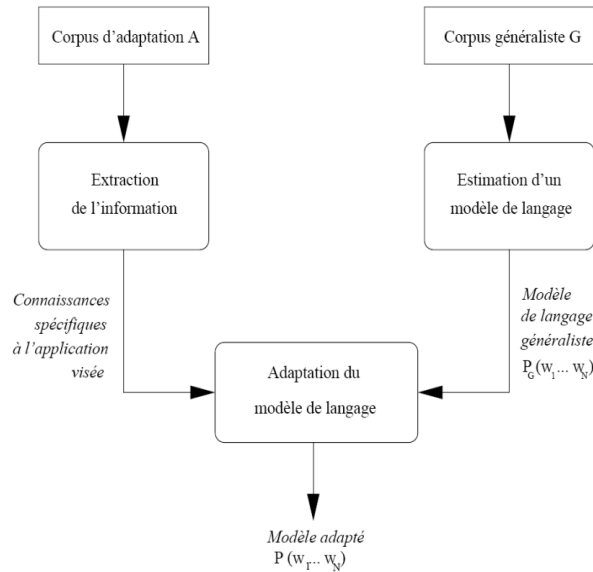 Corpus d'adaptation A
Corpus généraliste G
Extraction
de l'information
Estimation d'un
modèle de langage
Connaissances
spécifiques
à l'application
visée
Modèle
de langage
généraliste
P_G(w_1... w_N)
Adaptation du
modèle de langage
Modèle adapté
P (w_1... w_N)